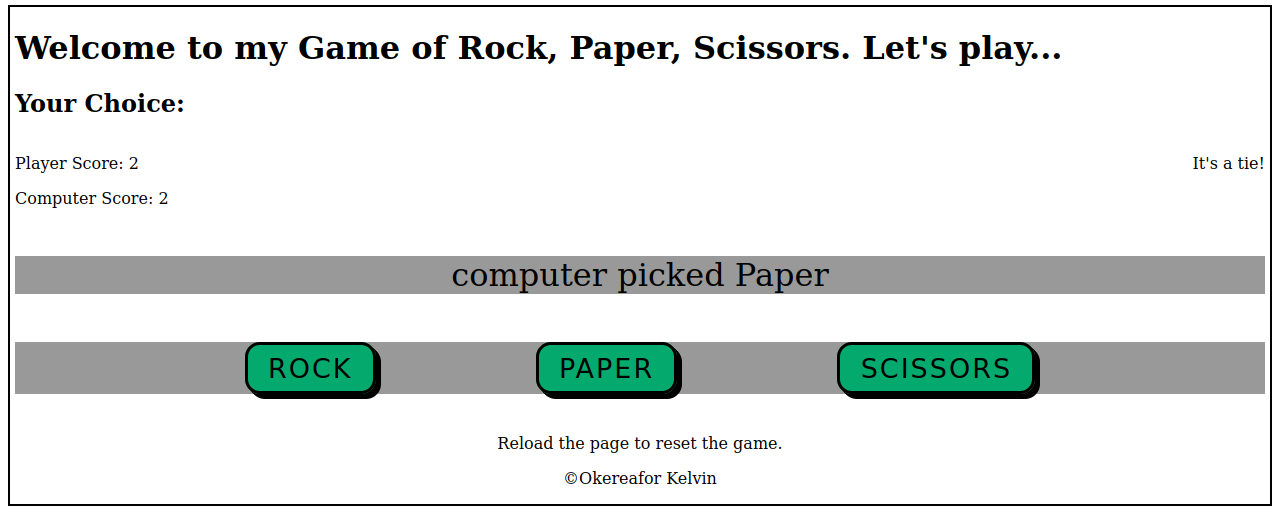 Welcome to my Game of Rock, Paper, Scissors. Let's play...
Your Choice:
Player Score: 2
It's a tie!
Computer Score: 2
computer picked Paper
ROCK
PAPER
SCISSORS
Reload the page to reset the game.
©Okereafor Kelvin